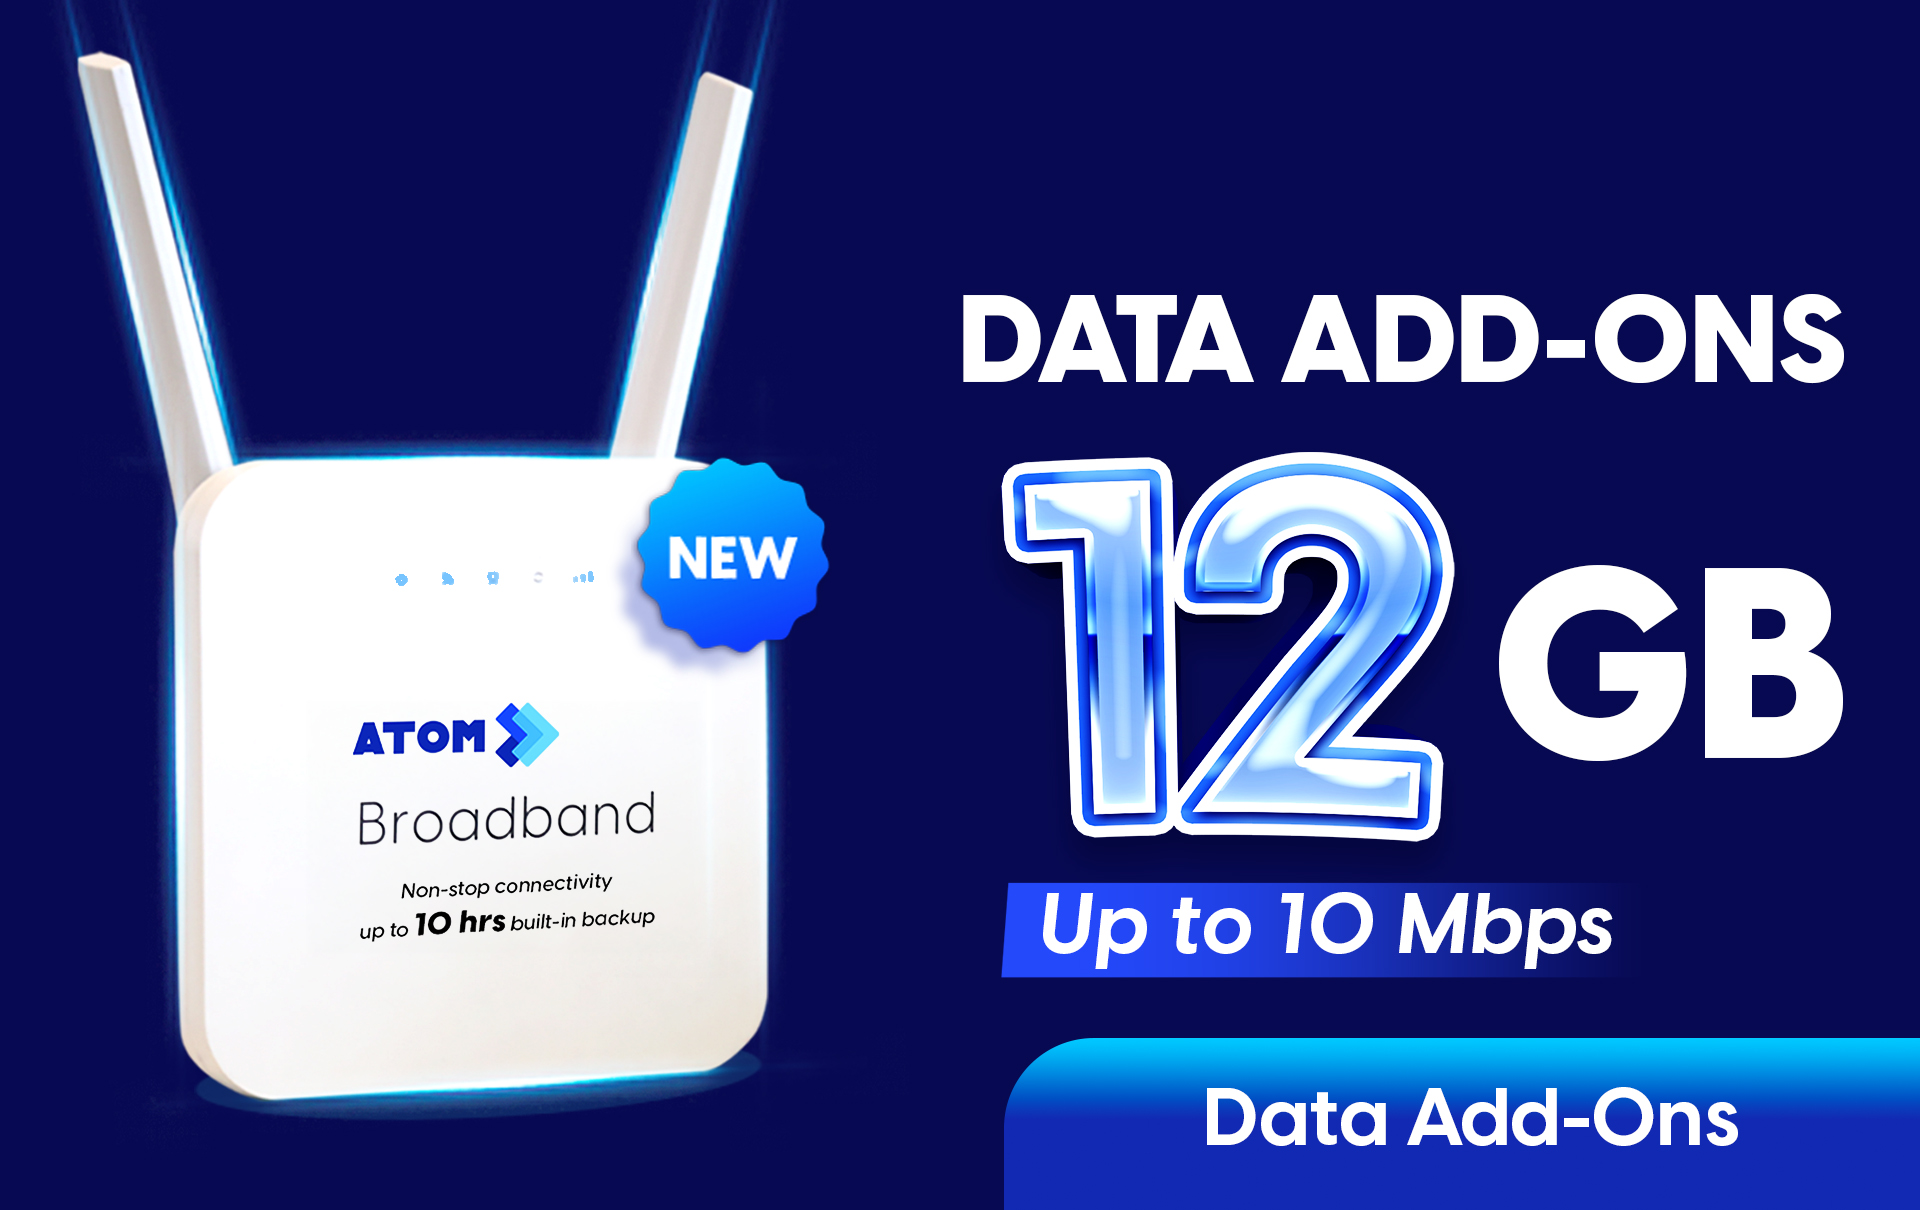 NEW
ATOM
Broadband
Non-stop connectivity
up to 10 hrs built-in backup
DATA ADD-ONS
12 GB
Up to 10 Mbps
Data Add-Ons